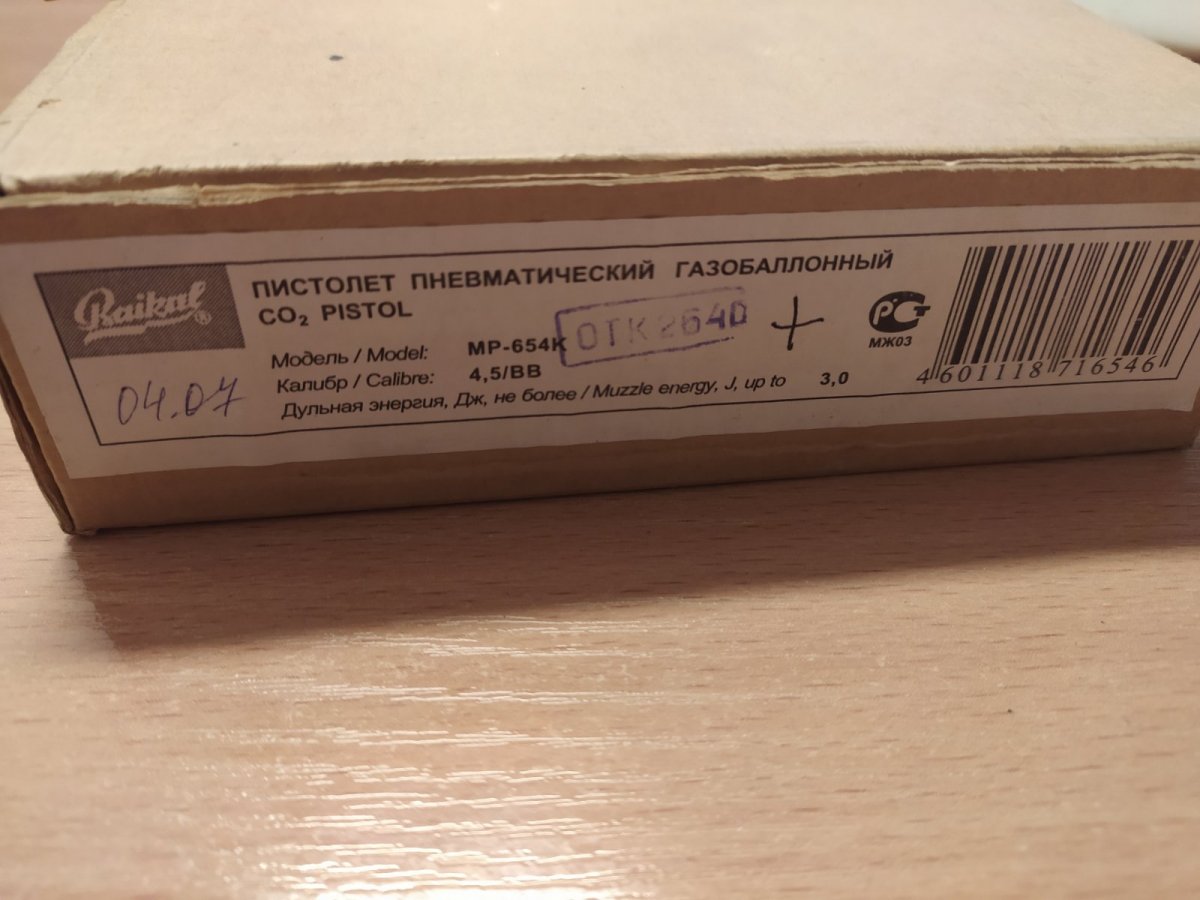 Baikal®
04.07
ПИСТОЛЕТ ПНЕВМАТИЧЕСКИЙ ГАЗОБАЛЛОННЫЙ
CO₂ PISTOL
Модель / Model: MP-654K
ОТК 2640
Калибр / Calibre: 4,5/BB
Дульная энергия, Дж, не более / Muzzle energy, J, up to 3,0
+
РСТ
МЖ03
4601118716546